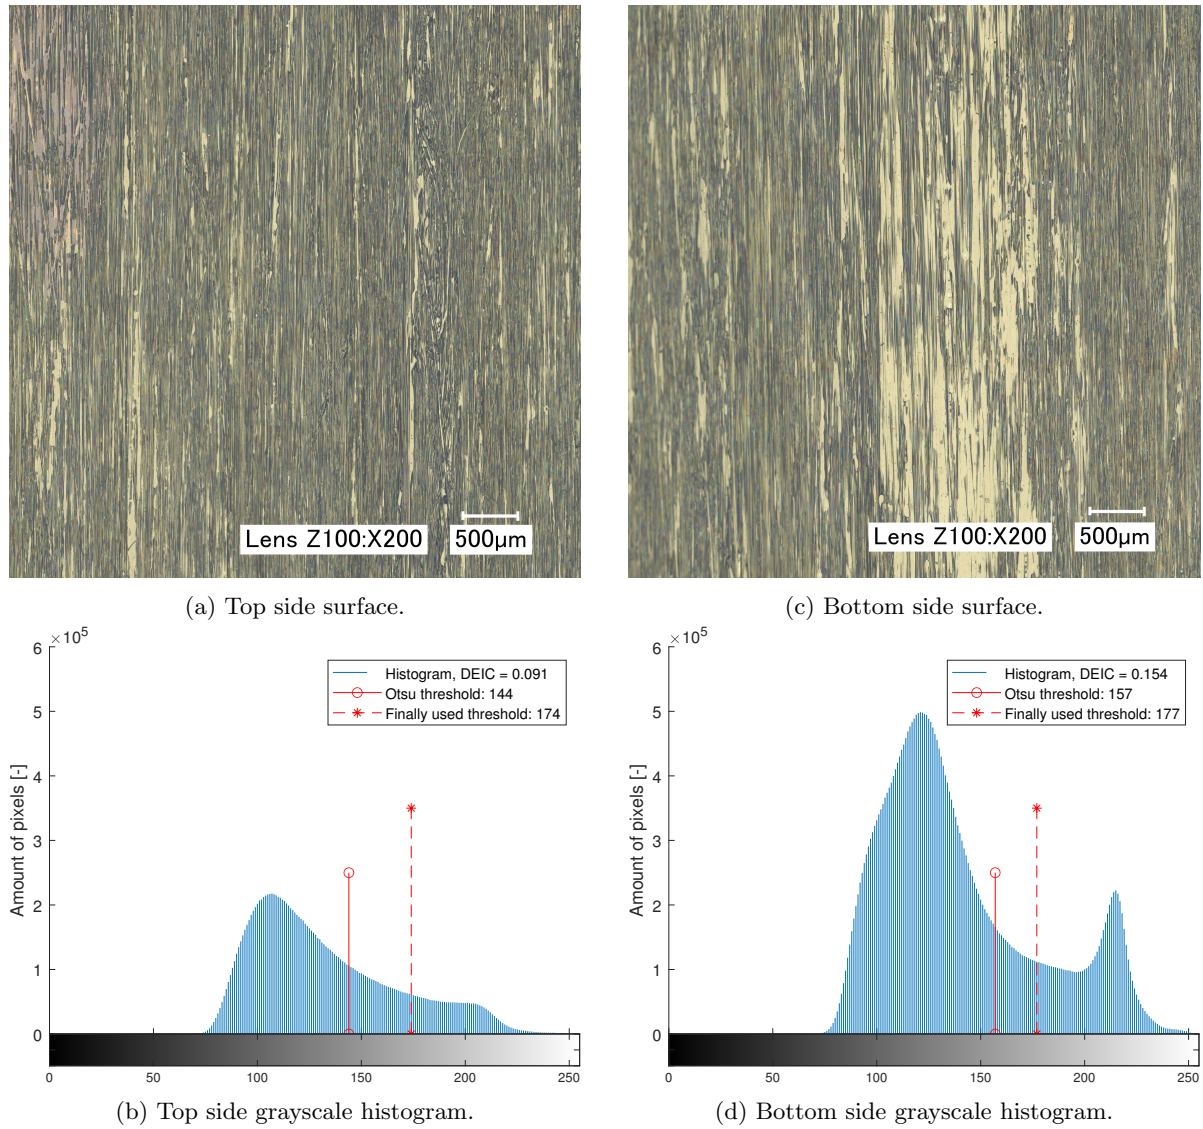 Lens Z100:X200
500µm
(a) Top side surface.
Lens Z100:X200
500µm
(c) Bottom side surface.
×10^5
6
5
4
3
2
1
0
Amount of pixels [-]
Histogram, DEIC = 0.091
Otsu threshold: 144
Finally used threshold: 174
0 50 100 150 200 250
(b) Top side grayscale histogram.
×10^5
6
5
4
3
2
1
0
Amount of pixels [-]
Histogram, DEIC = 0.154
Otsu threshold: 157
Finally used threshold: 177
0 50 100 150 200 250
(d) Bottom side grayscale histogram.